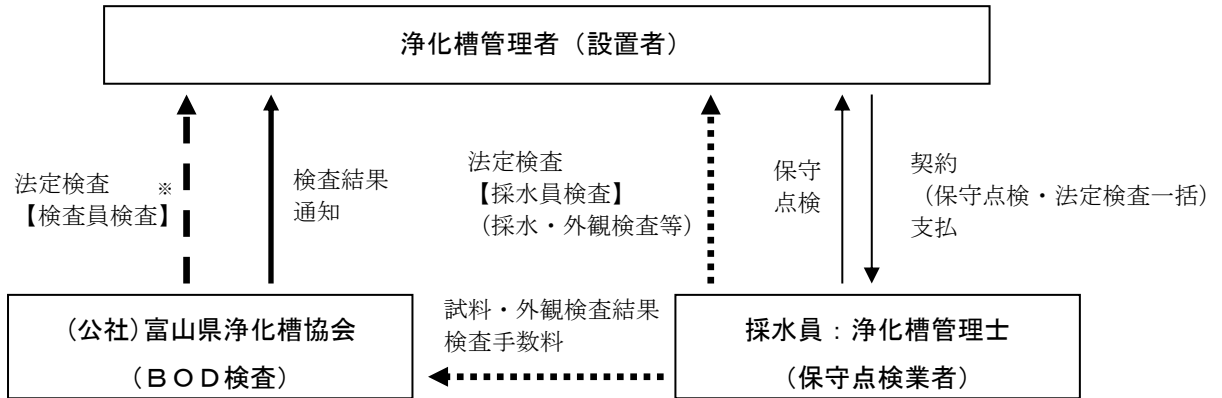 浄化槽管理者（設置者）
法定検査　※
【検査員検査】
検査結果
通知
法定検査
【採水員検査】
（採水・外観検査等）
保守
点検
契約
（保守点検・法定検査一括）
支払
（公社）富山県浄化槽協会
（ＢＯＤ検査）
試料・外観検査結果
検査手数料
採水員：浄化槽管理士
（保守点検業者）